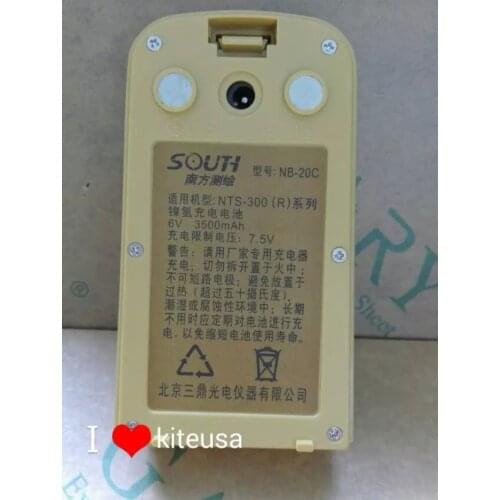 SOUTH
南方测绘
型号: NB-20C
适用机型: NTS-300 (R) 系列
镍氢充电电池
6V 3500mAh
充电限制电压: 7.5V
警告: 请用厂家专用充电器
充电; 切勿拆开置于火中;
不可短路电极; 避免放置于
过热 (超过五十摄氏度),
潮湿或腐蚀性环境中; 长期
不用时应定期对电池进行充
电, 以免缩短电池使用寿命。
北京三鼎光电仪器有限公司
I ❤ kiteusa
RY
Sheet